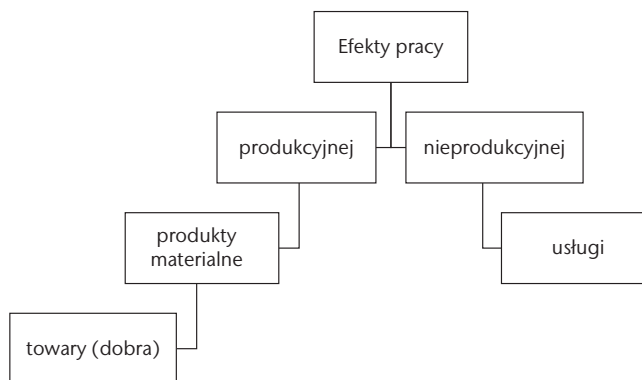 Efekty pracy
produkcyjnej
nieprodukcyjnej
produkty
materialne
usługi
towary (dobra)